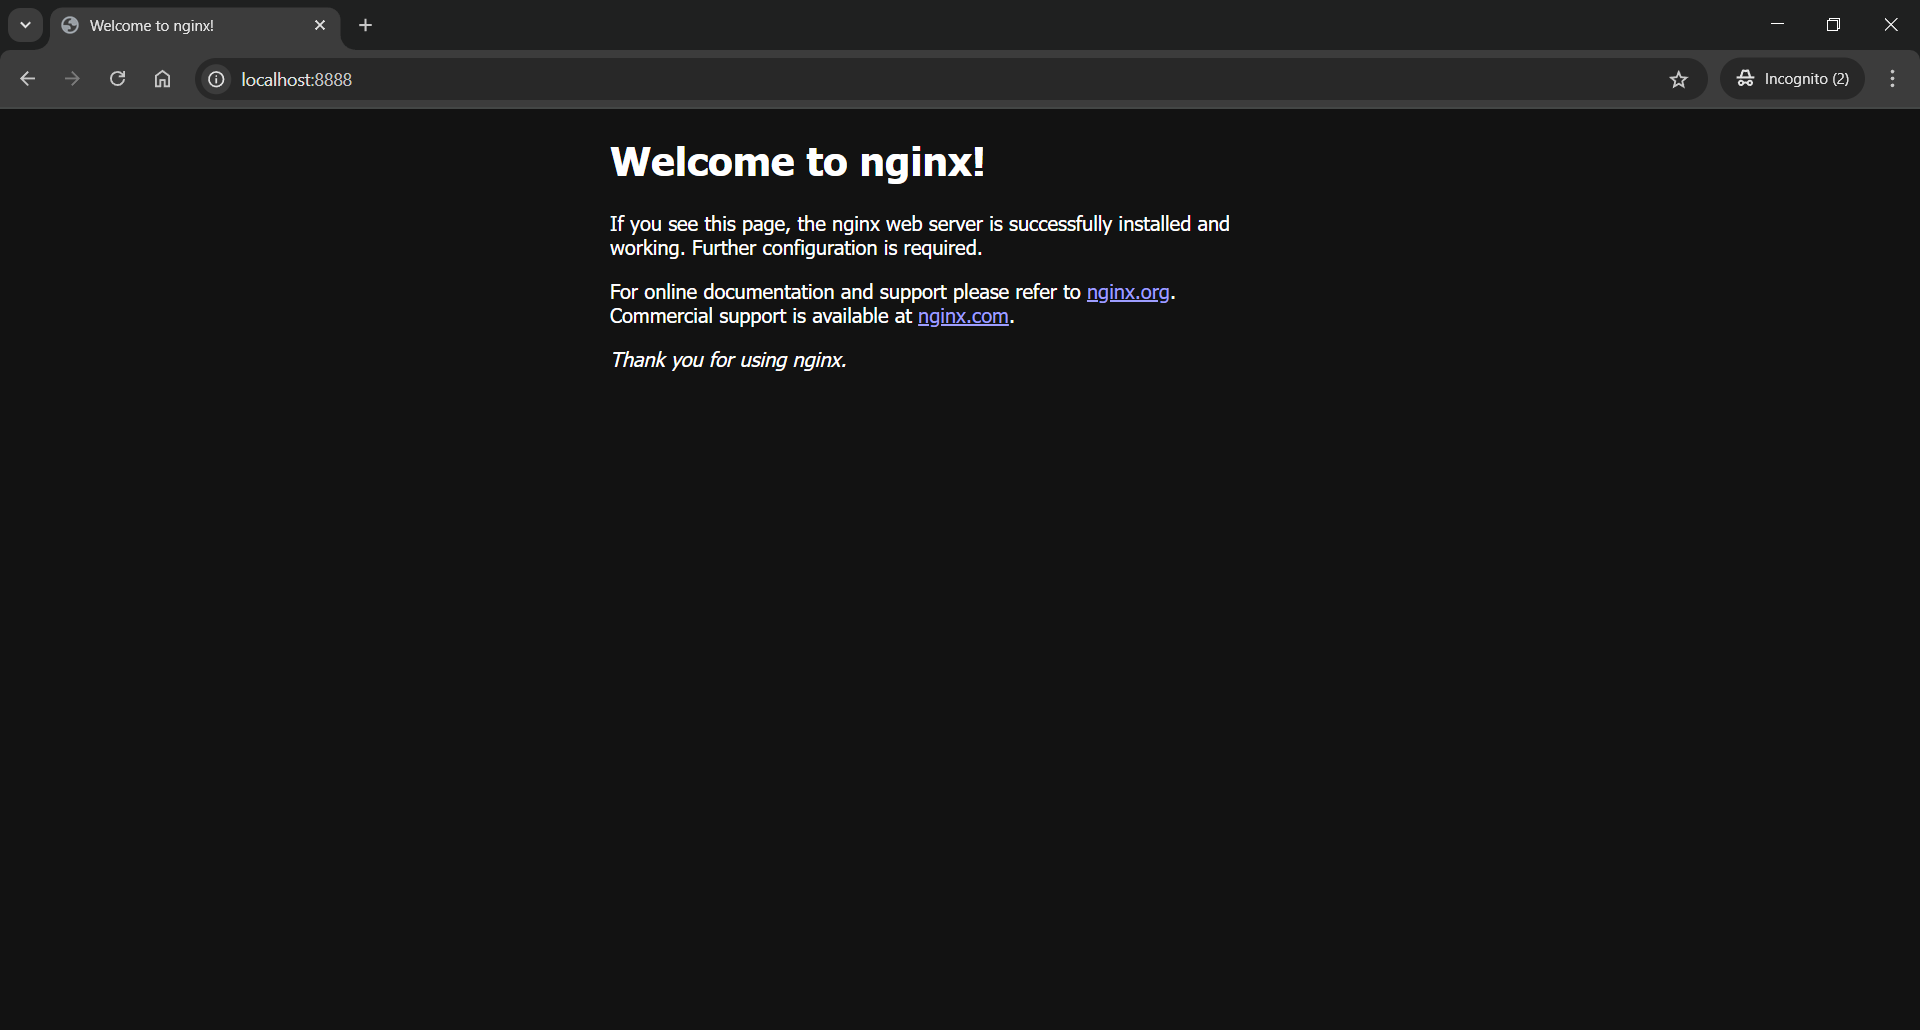 Welcome to nginx!
localhost:8888
Incognito (2)
Welcome to nginx!
If you see this page, the nginx web server is successfully installed and
working. Further configuration is required.
For online documentation and support please refer to nginx.org.
Commercial support is available at nginx.com.
Thank you for using nginx.